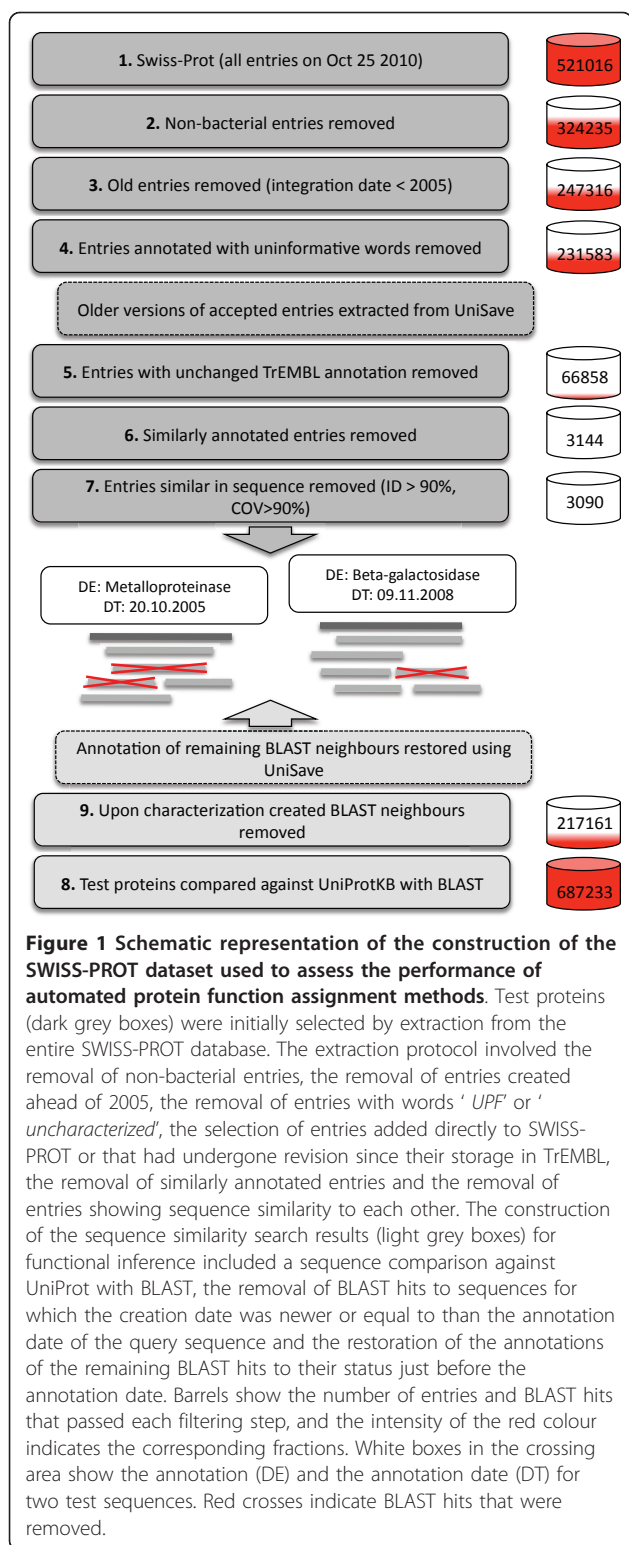 1. Swiss-Prot (all entries on Oct 25 2010)
521016
2. Non-bacterial entries removed
324235
3. Old entries removed (integration date < 2005)
247316
4. Entries annotated with uninformative words removed
231583
Older versions of accepted entries extracted from UniSave
5. Entries with unchanged TrEMBL annotation removed
66858
6. Similarly annotated entries removed
3144
7. Entries similar in sequence removed (ID > 90%,
COV>90%)
3090
DE: Metalloproteinase
DT: 20.10.2005
DE: Beta-galactosidase
DT: 09.11.2008
Annotation of remaining BLAST neighbours restored using
UniSave
9. Upon characterization created BLAST neighbours
removed
217161
8. Test proteins compared against UniProtKB with BLAST
687233
Figure 1 Schematic representation of the construction of the
SWISS-PROT dataset used to assess the performance of
automated protein function assignment methods. Test proteins
(dark grey boxes) were initially selected by extraction from the
entire SWISS-PROT database. The extraction protocol involved the
removal of non-bacterial entries, the removal of entries created
ahead of 2005, the removal of entries with words ' UPF' or '
uncharacterized', the selection of entries added directly to SWISS-
PROT or that had undergone revision since their storage in TrEMBL,
the removal of similarly annotated entries and the removal of
entries showing sequence similarity to each other. The construction
of the sequence similarity search results (light grey boxes) for
functional inference included a sequence comparison against
UniProt with BLAST, the removal of BLAST hits to sequences for
which the creation date was newer or equal to than the annotation
date of the query sequence and the restoration of the annotations
of the remaining BLAST hits to their status just before the
annotation date. Barrels show the number of entries and BLAST hits
that passed each filtering step, and the intensity of the red colour
indicates the corresponding fractions. White boxes in the crossing
area show the annotation (DE) and the annotation date (DT) for
two test sequences. Red crosses indicate BLAST hits that were
removed.